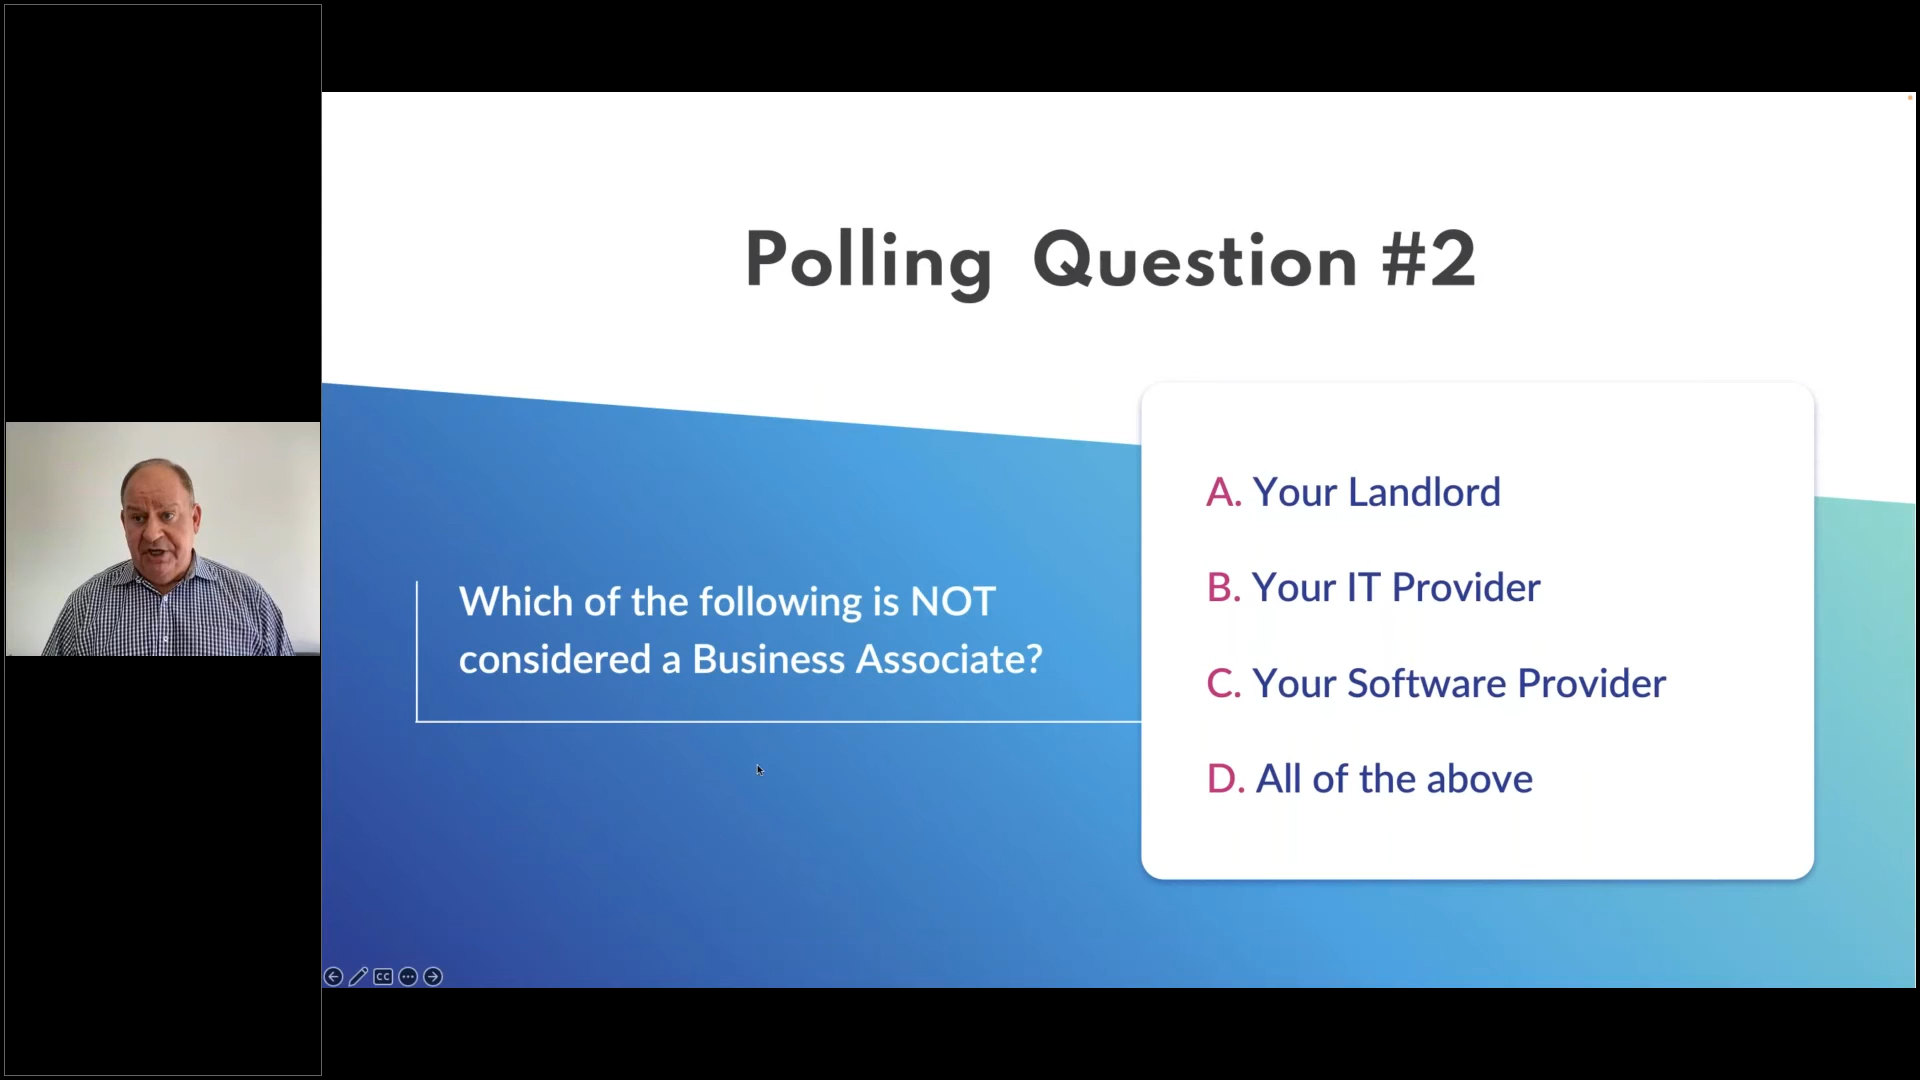 Polling Question #2
Which of the following is NOT
considered a Business Associate?
A. Your Landlord
B. Your IT Provider
C. Your Software Provider
D. All of the above
CC